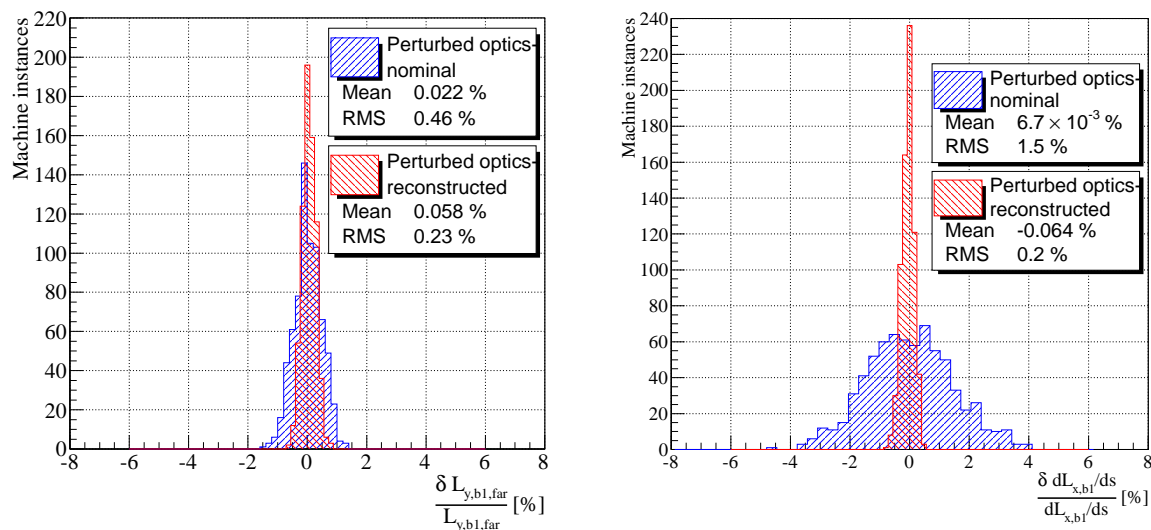 Machine instances
220
200
180
160
140
120
100
80
60
40
20
0
Perturbed optics-
nominal
Mean 0.022 %
RMS 0.46 %
Perturbed optics-
reconstructed
Mean 0.058 %
RMS 0.23 %
-8 -6 -4 -2 0 2 4 6 8
δ L_y,b1,far
L_y,b1,far
[%]
Machine instances
240
220
200
180
160
140
120
100
80
60
40
20
0
Perturbed optics-
nominal
Mean 6.7 × 10⁻³ %
RMS 1.5 %
Perturbed optics-
reconstructed
Mean -0.064 %
RMS 0.2 %
-8 -6 -4 -2 0 2 4 6 8
δ dL_x,b1/ds
dL_x,b1/ds
[%]